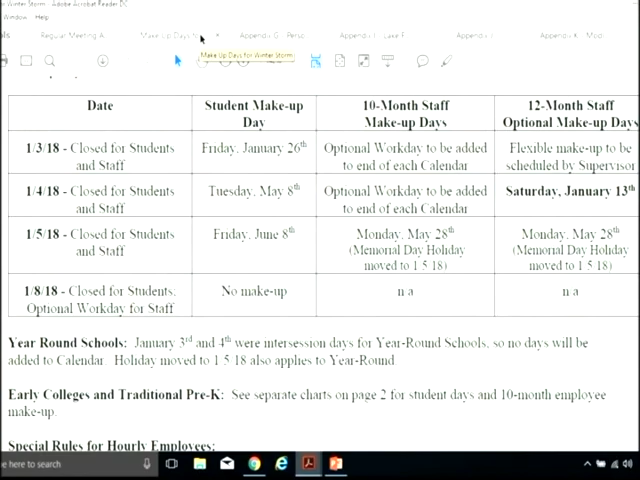 Winter Storm - Adobe Acrobat Reader DC
Window Help
Regular Meeting A
Make Up Days
Appendix G
Appendix I
Lake
Appendix
Appendix K
Make Up Days for Winter Storm
Date
Student Make-up Day
10-Month Staff Make-up Days
12-Month Staff Optional Make-up Days
1/3/18 - Closed for Students and Staff
Friday, January 26th
Optional Workday to be added to end of each Calendar
Flexible make-up to be scheduled by Supervisor
1/4/18 - Closed for Students and Staff
Tuesday, May 8th
Optional Workday to be added to end of each Calendar
Saturday, January 13th
1/5/18 - Closed for Students and Staff
Friday, June 8th
Monday, May 28th (Memorial Day Holiday moved to 1 5 18)
Monday, May 28th (Memorial Day Holiday moved to 1 5 18)
1/8/18 - Closed for Students; Optional Workday for Staff
No make-up
n a
n a
Year Round Schools: January 3rd and 4th were intersession days for Year-Round Schools, so no days will be
added to Calendar. Holiday moved to 1 5 18 also applies to Year-Round
Early Colleges and Traditional Pre-K: See separate charts on page 2 for student days and 10-month employee
make-up.
Special Rules for Hourly Employees:
e here to search